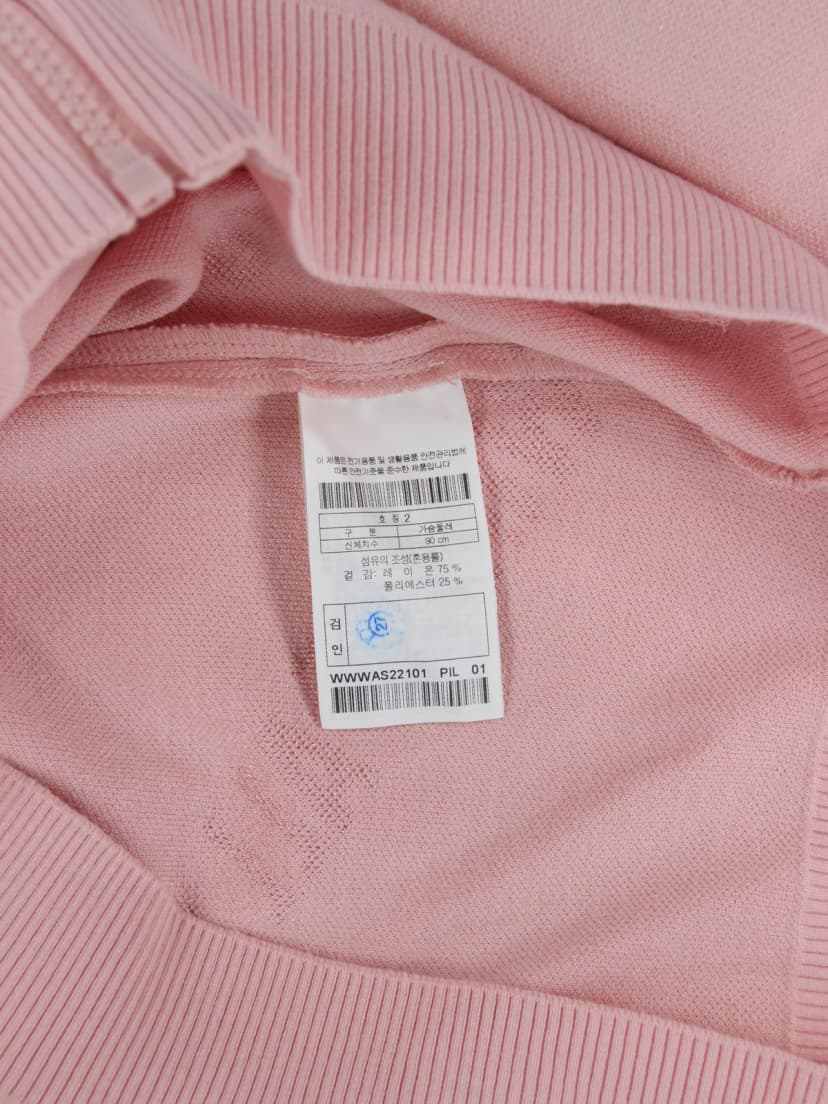 이 제품은전기용품 및 생활용품 안전관리법에
따른안전기준을 준수한 제품입니다
호 칭 2
구 분 가슴둘레
신체치수 90 cm
섬유의 조성(혼용률)
겉 감: 레 이 온 75 %
폴리에스터 25 %
검
인
27
WWWAS22101 PIL 01